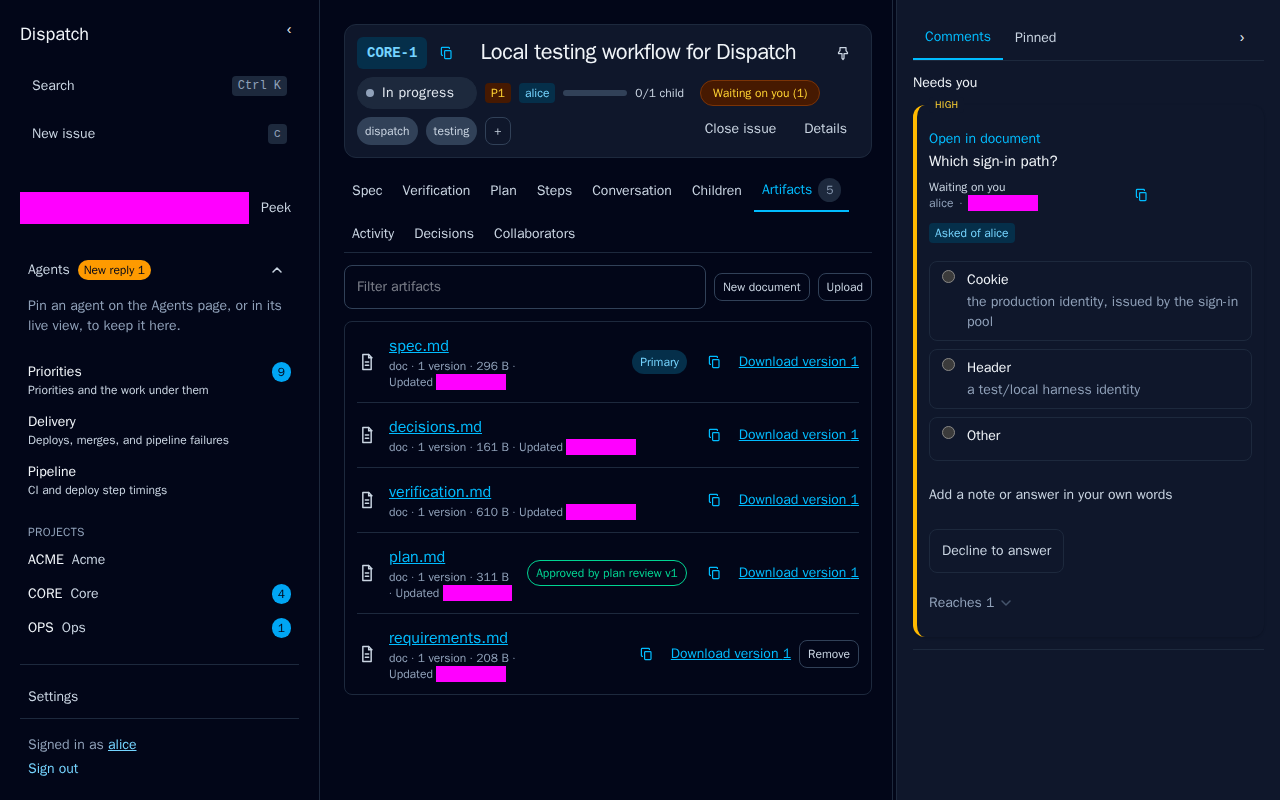 Dispatch
Search
Ctrl K
New issue
C
Peek
Agents
New reply 1
Pin an agent on the Agents page, or in its
live view, to keep it here.
Priorities
9
Priorities and the work under them
Delivery
Deploys, merges, and pipeline failures
Pipeline
CI and deploy step timings
PROJECTS
ACME Acme
CORE Core
4
OPS Ops
1
Settings
Signed in as alice
Sign out
CORE-1
Local testing workflow for Dispatch
In progress
P1
alice
0/1 child
Waiting on you (1)
dispatch
testing
+
Close issue
Details
Spec
Verification
Plan
Steps
Conversation
Children
Artifacts
5
Activity
Decisions
Collaborators
Filter artifacts
New document
Upload
spec.md
doc · 1 version · 296 B ·
Updated
Primary
Download version 1
decisions.md
doc · 1 version · 161 B · Updated
Download version 1
verification.md
doc · 1 version · 610 B · Updated
Download version 1
plan.md
doc · 1 version · 311 B
· Updated
Approved by plan review v1
Download version 1
requirements.md
doc · 1 version · 208 B ·
Updated
Download version 1
Remove
Comments
Pinned
Needs you
HIGH
Open in document
Which sign-in path?
Waiting on you
alice ·
Asked of alice
Cookie
the production identity, issued by the sign-in
pool
Header
a test/local harness identity
Other
Add a note or answer in your own words
Decline to answer
Reaches 1